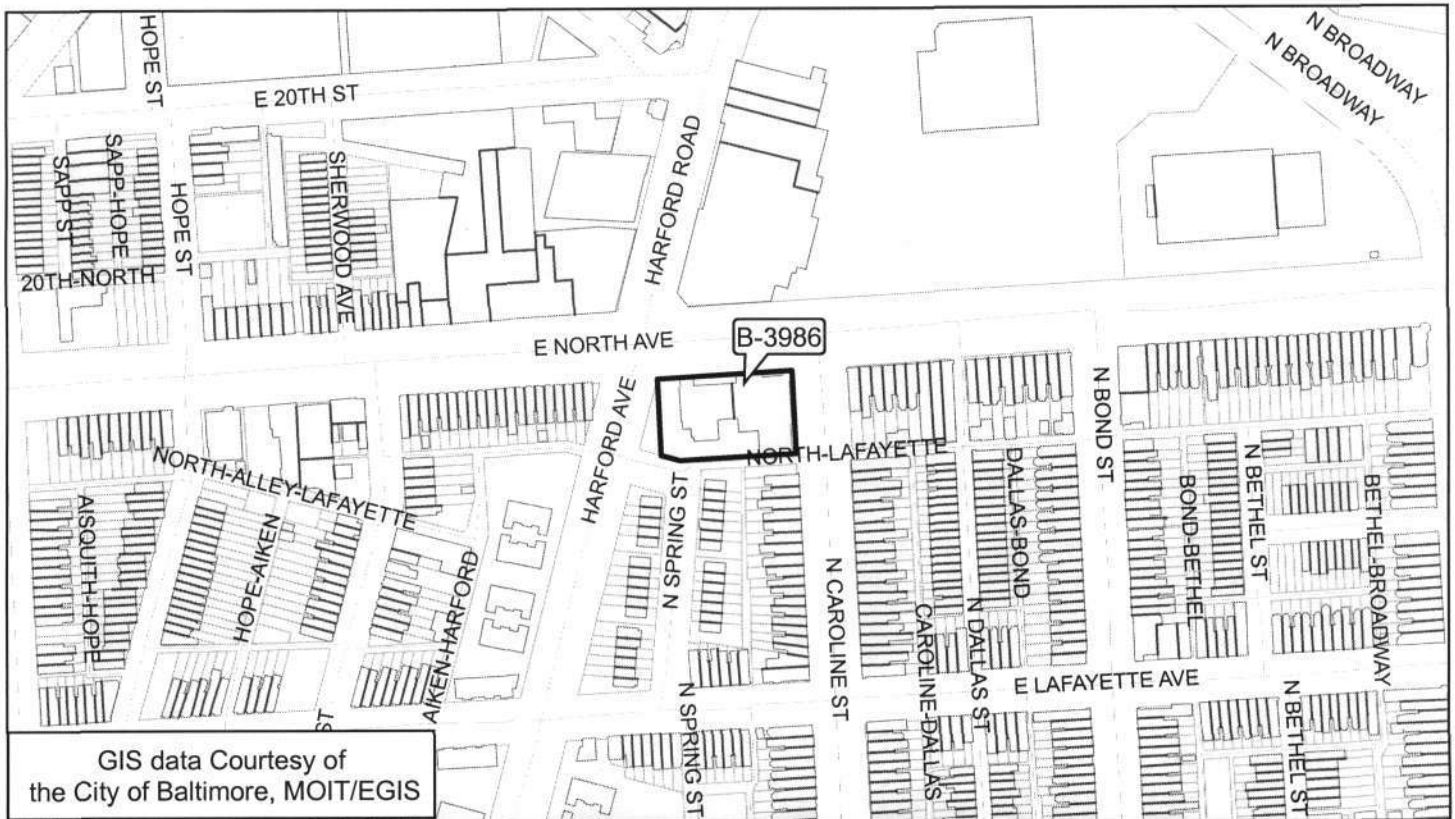 HOPE ST
E 20TH ST
N BROADWAY
N BROADWAY
SAPP ST
SAPP-HOPE
HOPE ST
SHERWOOD AVE
HARFORD ROAD
20TH-NORTH
E NORTH AVE
B-3986
HARFORD AVE
N BOND ST
NORTH-LAFAYETTE
NORTH-ALLEY-LAFAYETTE
AISQUITH-HOPE
HOPE-AIKEN
AIKEN-HARFORD
N SPRING ST
N CAROLINE ST
CAROLINE-DALLAS
N DALLAS ST
DALLAS-BOND
BOND-BETHEL
N BETHEL ST
BETHEL-BROADWAY
E LAFAYETTE AVE
ST
N SPRING ST
N BETHEL ST
GIS data Courtesy of
the City of Baltimore, MOIT/EGIS